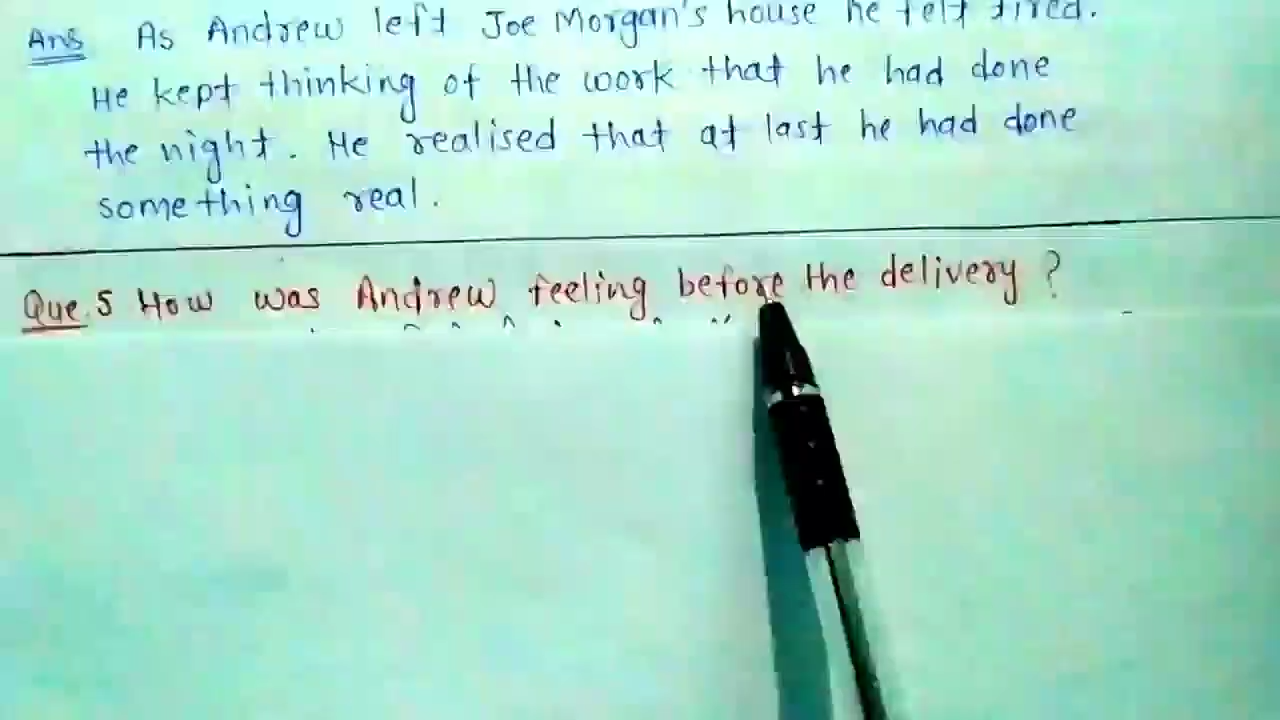 Ans As Andrew left Joe Morgan's house he felt tired.
He kept thinking of the work that he had done
the night. He realised that at last he had done
something real.
Que. 5 How was Andrew feeling before the delivery ?